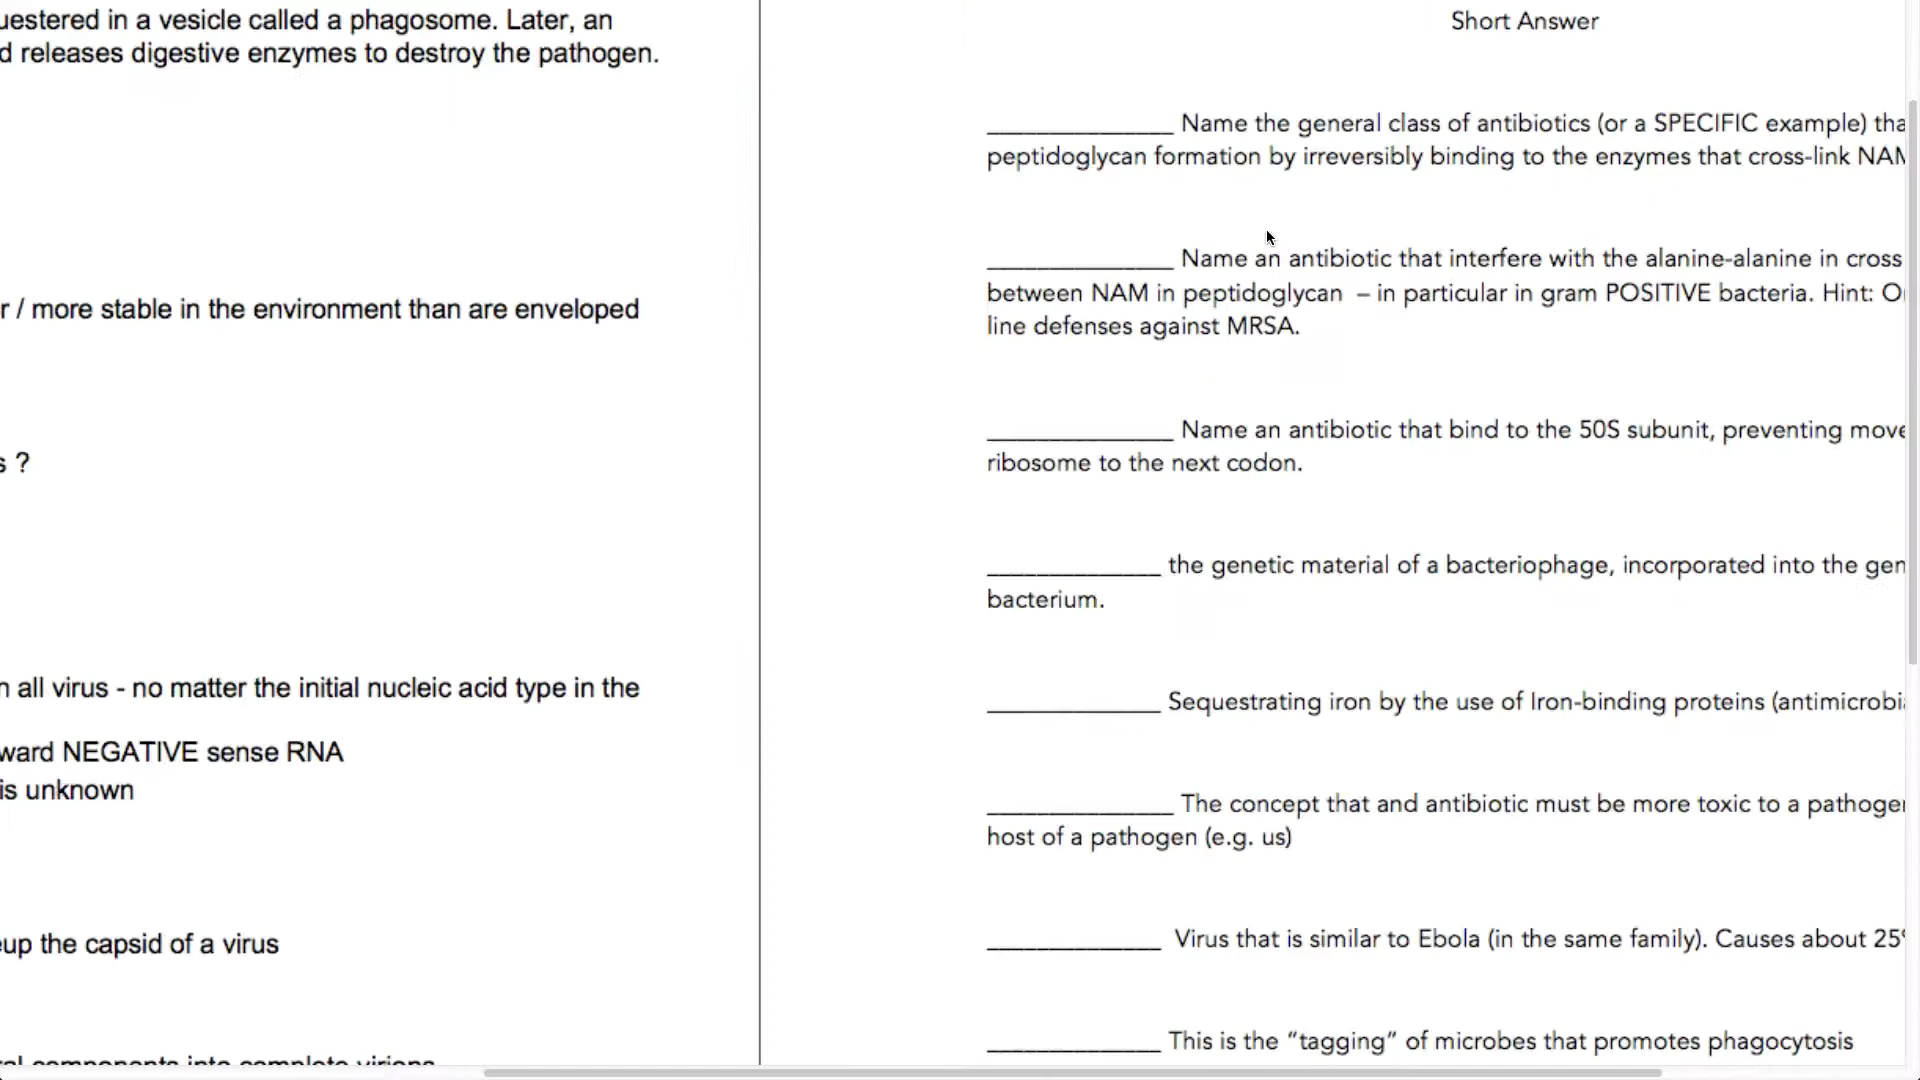 uestered in a vesicle called a phagosome. Later, an
d releases digestive enzymes to destroy the pathogen.
r / more stable in the environment than are enveloped
s ?
n all virus - no matter the initial nucleic acid type in the
ward NEGATIVE sense RNA
is unknown
up the capsid of a virus
components into complete virions
Short Answer
______________ Name the general class of antibiotics (or a SPECIFIC example) tha
peptidoglycan formation by irreversibly binding to the enzymes that cross-link NAM
______________ Name an antibiotic that interfere with the alanine-alanine in cross
between NAM in peptidoglycan – in particular in gram POSITIVE bacteria. Hint: O
line defenses against MRSA.
______________ Name an antibiotic that bind to the 50S subunit, preventing move
ribosome to the next codon.
_____________ the genetic material of a bacteriophage, incorporated into the gen
bacterium.
_____________ Sequestrating iron by the use of Iron-binding proteins (antimicrobi
______________ The concept that and antibiotic must be more toxic to a pathoge
host of a pathogen (e.g. us)
_____________ Virus that is similar to Ebola (in the same family). Causes about 25
_____________ This is the “tagging” of microbes that promotes phagocytosis